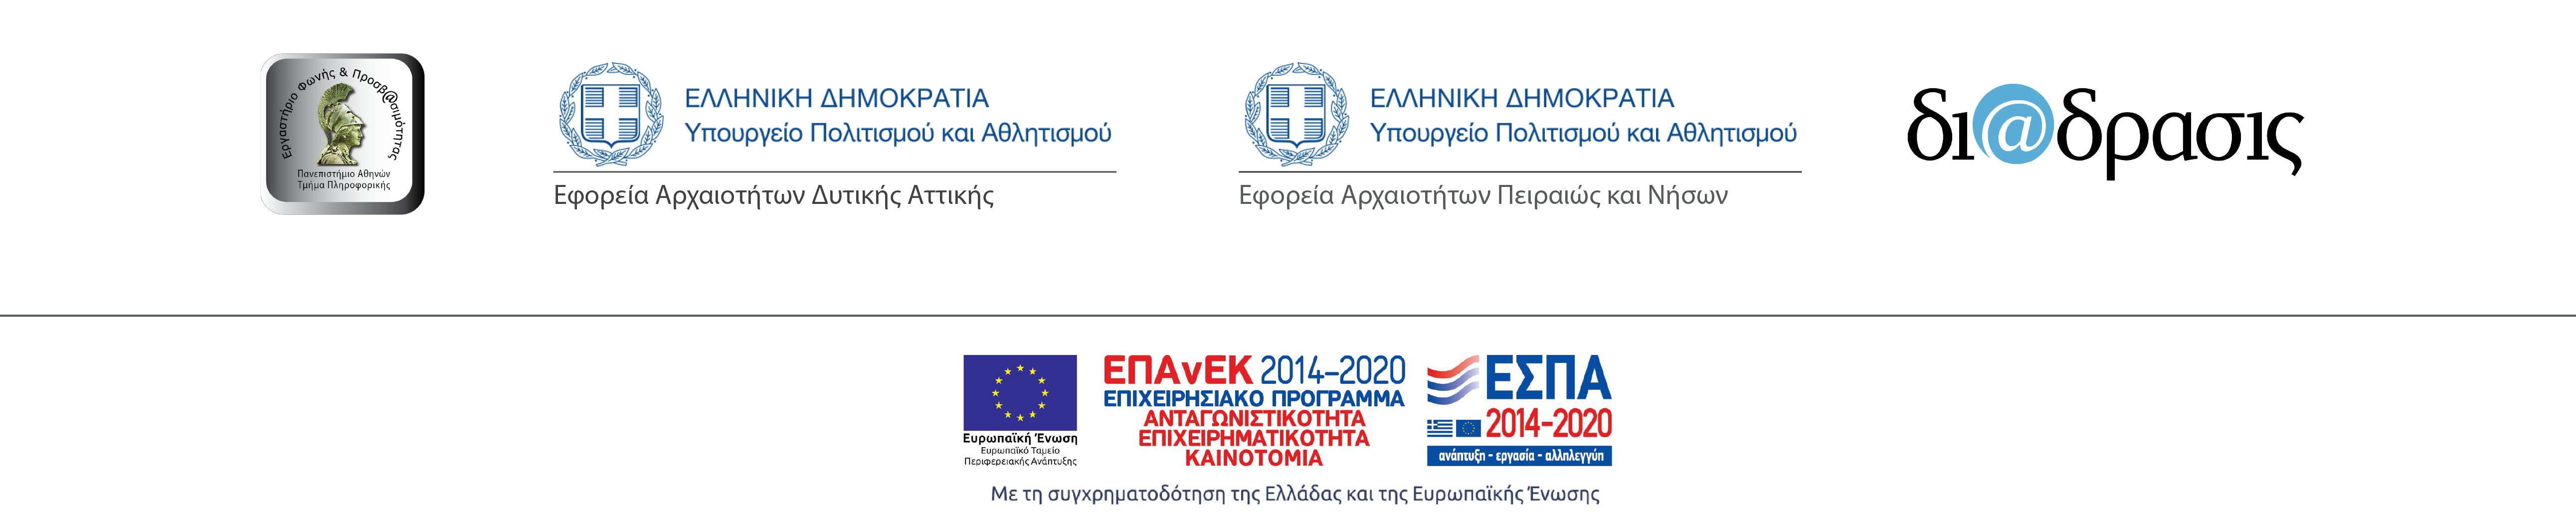 Εργαστήριο Φωνής & Προσβ@σιμότητας
Πανεπιστήμιο Αθηνών
Τμήμα Πληροφορικής
ΕΛΛΗΝΙΚΗ ΔΗΜΟΚΡΑΤΙΑ
Υπουργείο Πολιτισμού και Αθλητισμού
Εφορεία Αρχαιοτήτων Δυτικής Αττικής
ΕΛΛΗΝΙΚΗ ΔΗΜΟΚΡΑΤΙΑ
Υπουργείο Πολιτισμού και Αθλητισμού
Εφορεία Αρχαιοτήτων Πειραιώς και Νήσων
δι@δρασις
Ευρωπαϊκή Ένωση
Ευρωπαϊκό Ταμείο
Περιφερειακής Ανάπτυξης
ΕΠΑνΕΚ 2014–2020
ΕΠΙΧΕΙΡΗΣΙΑΚΟ ΠΡΟΓΡΑΜΜΑ
ΑΝΤΑΓΩΝΙΣΤΙΚΟΤΗΤΑ
ΕΠΙΧΕΙΡΗΜΑΤΙΚΟΤΗΤΑ
ΚΑΙΝΟΤΟΜΙΑ
ΕΣΠΑ
2014-2020
ανάπτυξη - εργασία - αλληλεγγύη
Με τη συγχρηματοδότηση της Ελλάδας και της Ευρωπαϊκής Ένωσης